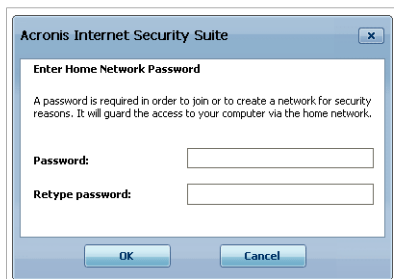 Acronis Internet Security Suite
Enter Home Network Password
A password is required in order to join or to create a network for security
reasons. It will guard the access to your computer via the home network.
Password:
Retype password:
OK
Cancel